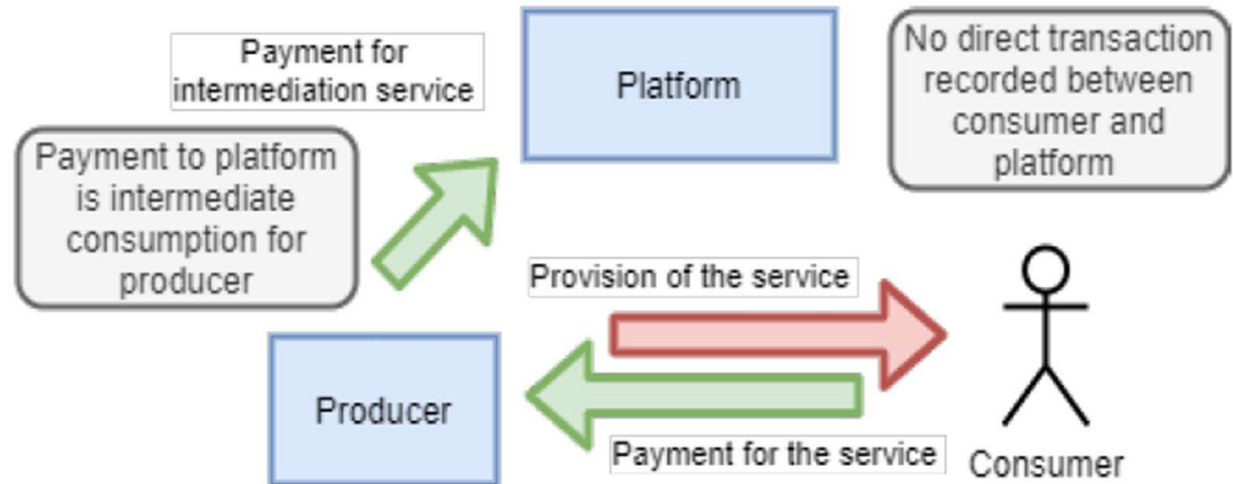 Payment for
intermediation service
Platform
No direct transaction
recorded between
consumer and
platform
Payment to platform
is intermediate
consumption for
producer
Provision of the service
Producer
Payment for the service
Consumer